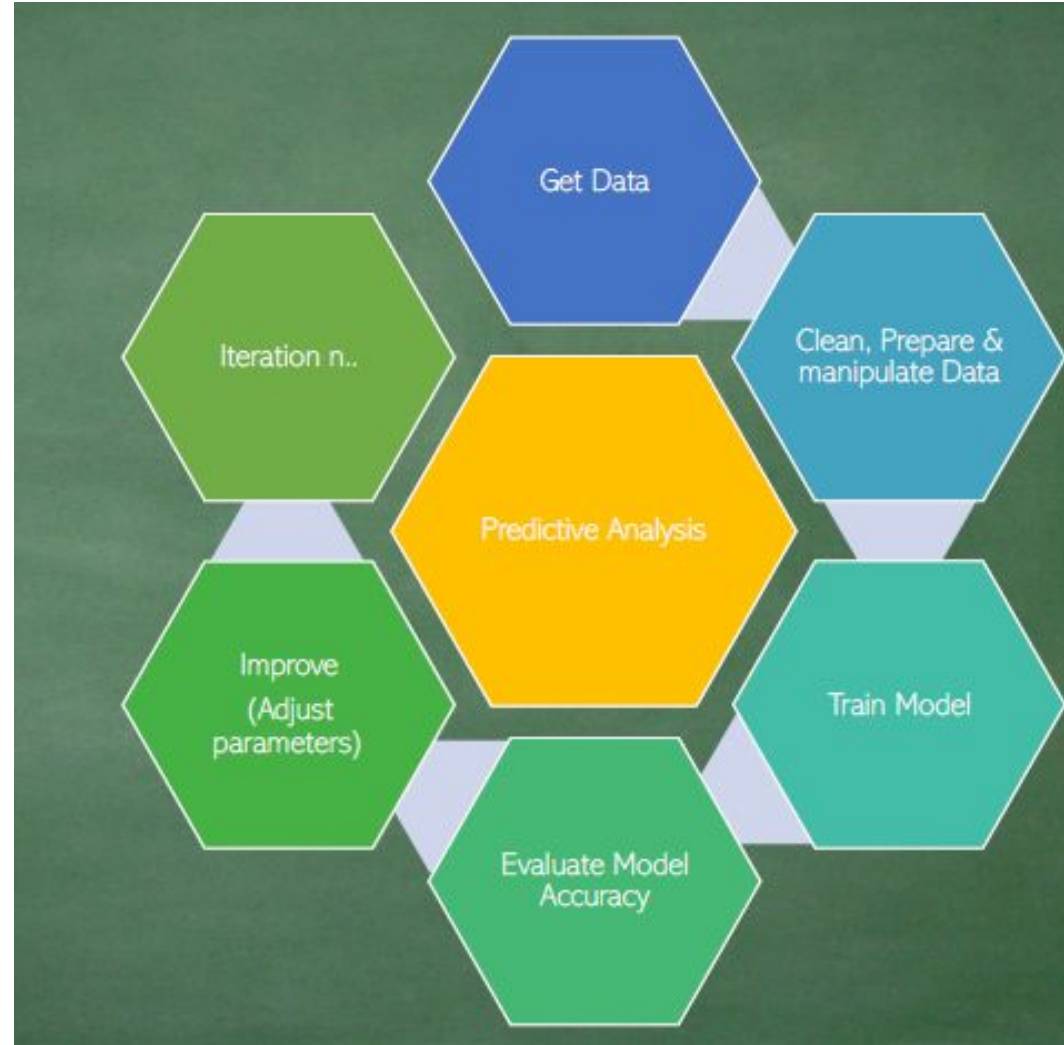 Get Data
Clean, Prepare &
manipulate Data
Train Model
Evaluate Model
Accuracy
Improve
(Adjust
parameters)
Iteration n..
Predictive Analysis